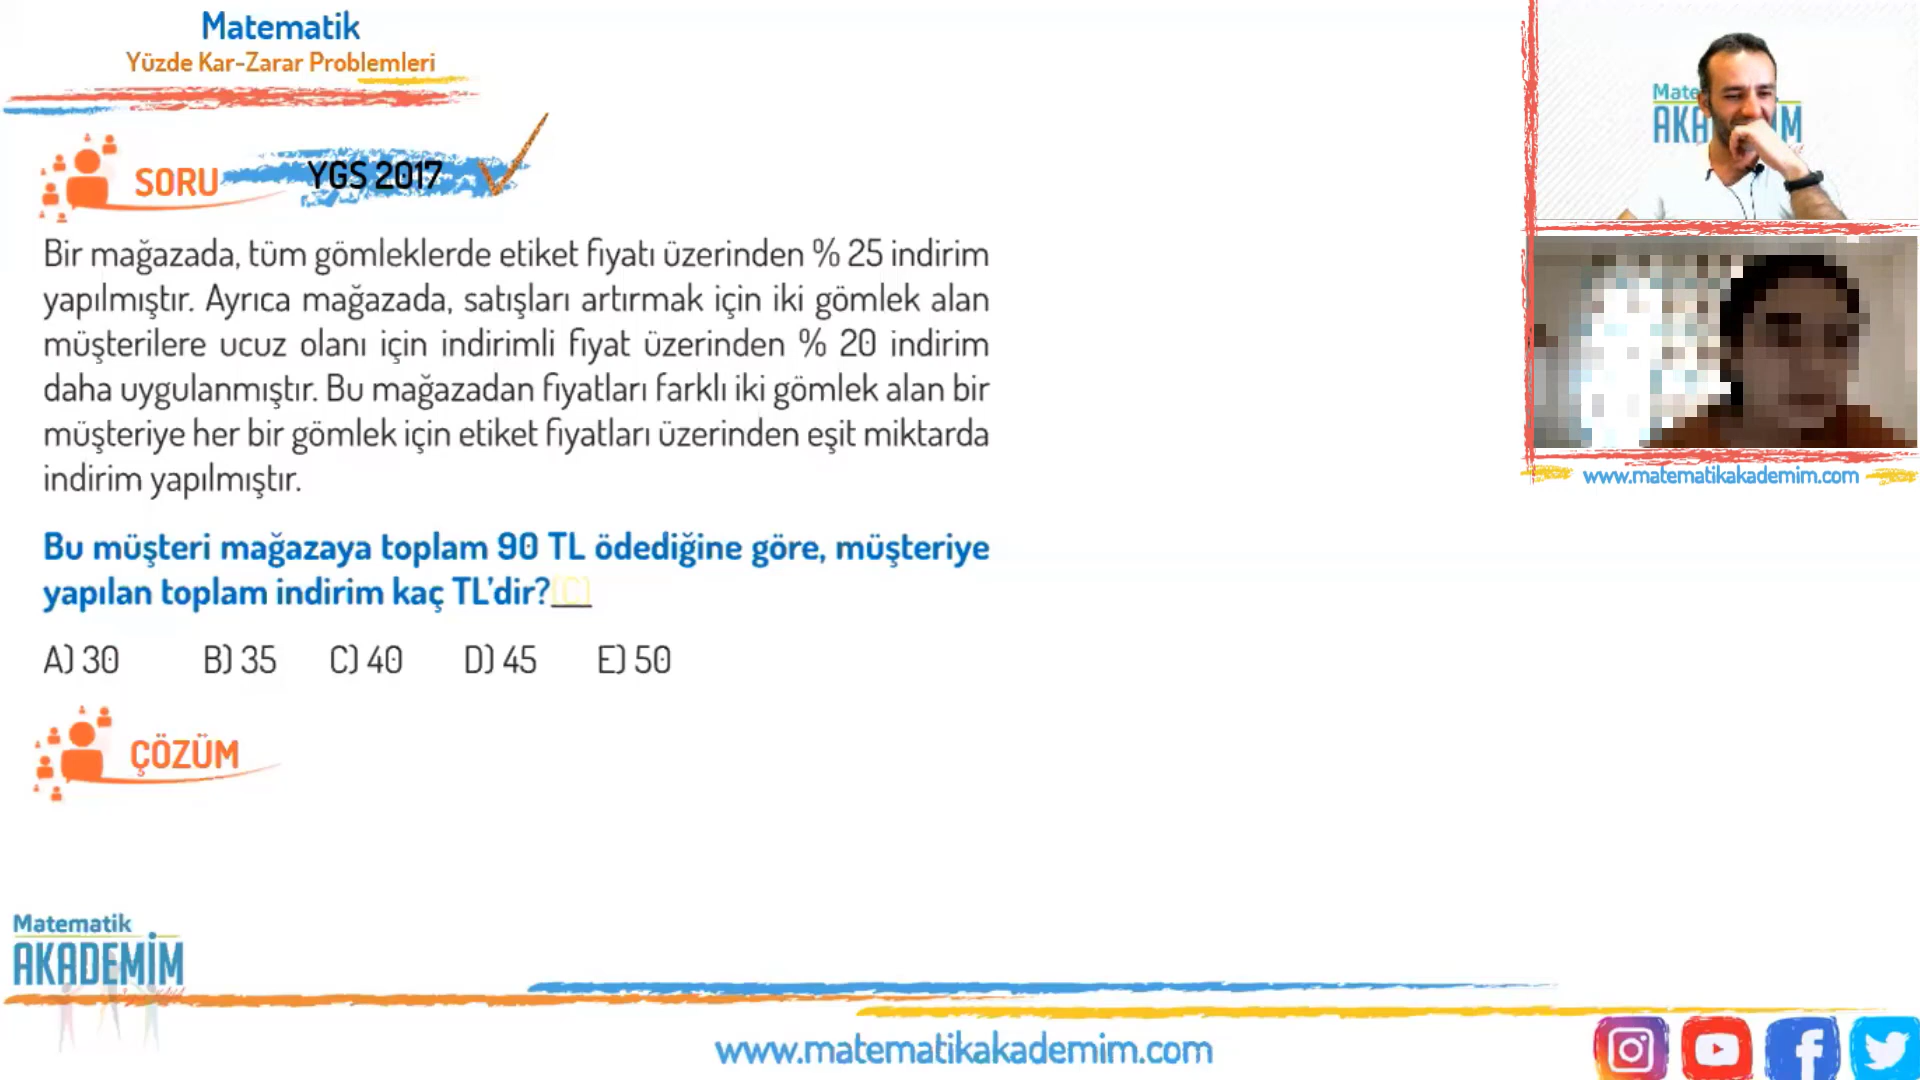 Matematik
Yüzde Kar-Zarar Problemleri
SORU
YGS 2017
Bir mağazada, tüm gömleklerde etiket fiyatı üzerinden % 25 indirim
yapılmıştır. Ayrıca mağazada, satışları artırmak için iki gömlek alan
müşterilere ucuz olanı için indirimli fiyat üzerinden % 20 indirim
daha uygulanmıştır. Bu mağazadan fiyatları farklı iki gömlek alan bir
müşteriye her bir gömlek için etiket fiyatları üzerinden eşit miktarda
indirim yapılmıştır.
Bu müşteri mağazaya toplam 90 TL ödediğine göre, müşteriye
yapılan toplam indirim kaç TL'dir? (C)
A) 30 B) 35 C) 40 D) 45 E) 50
ÇÖZÜM
www.matematikakademim.com
Matematik
AKADEMİM
www.matematikakademim.com